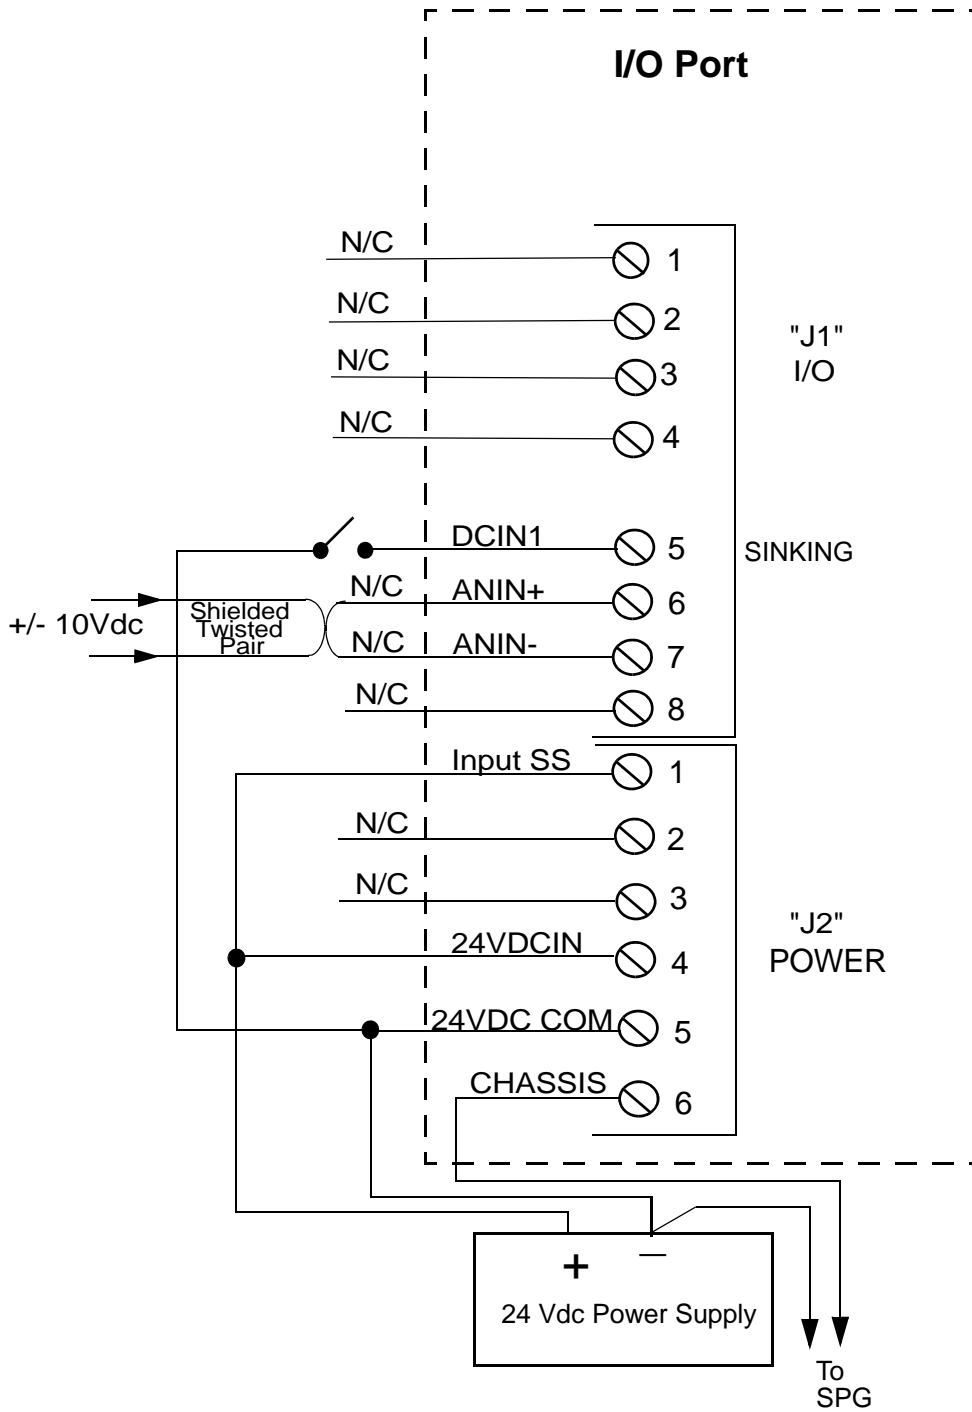 I/O Port
N/C
1
N/C
2
"J1"
I/O
N/C
3
N/C
4
DCIN1
5
SINKING
N/C
ANIN+
6
+/- 10Vdc
Shielded
Twisted
Pair
N/C
ANIN-
7
N/C
8
Input SS
1
N/C
2
N/C
3
"J2"
POWER
24VDCIN
4
24VDC COM
5
CHASSIS
6
+
—
24 Vdc Power Supply
To
SPG